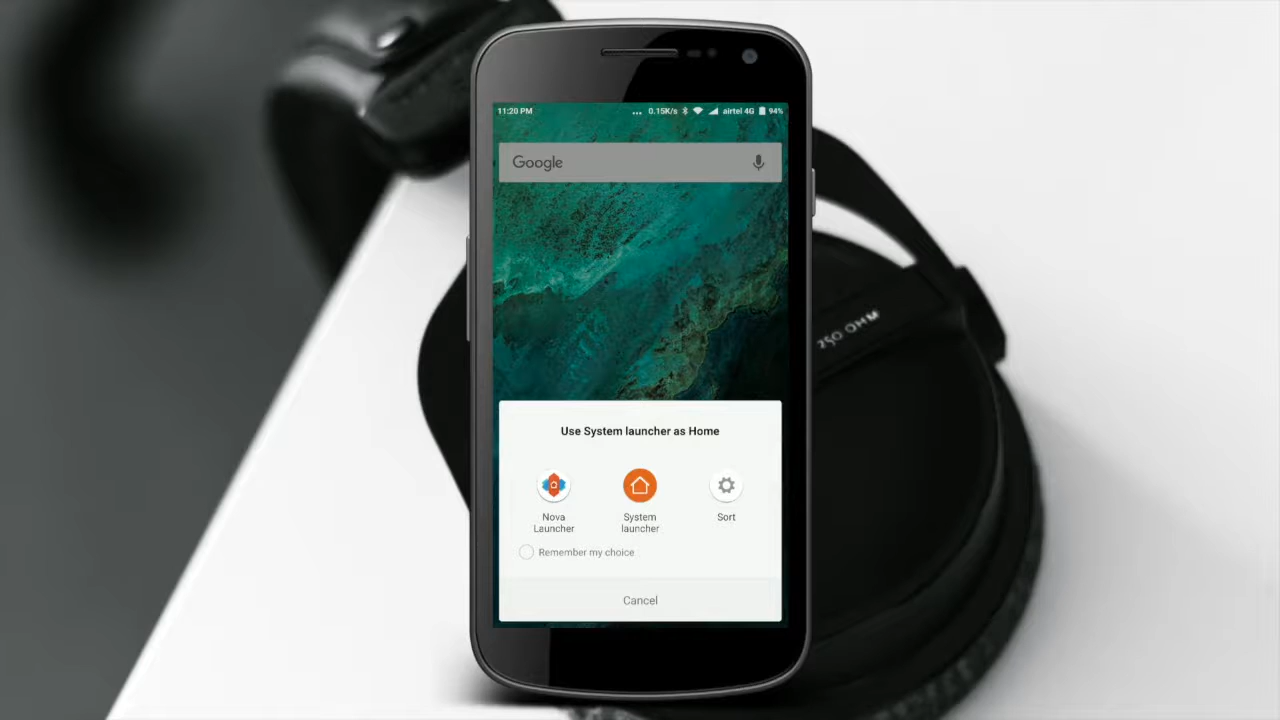 11:20 PM
... 0.15K/s airtel 4G 94%
Google
Use System launcher as Home
Nova
Launcher
System
launcher
Sort
Remember my choice
Cancel
250 OHM